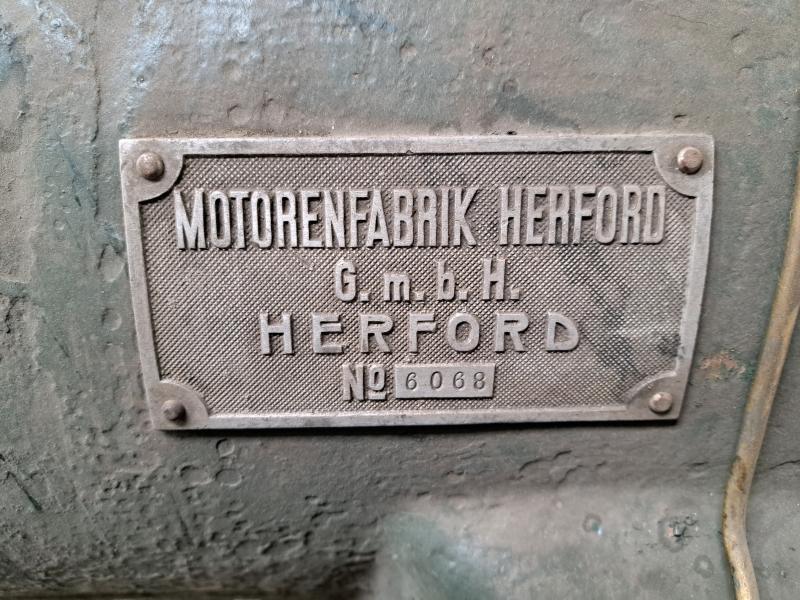 MOTORENFABRIK HERFORD
G. m. b. H.
HERFORD
No 6068